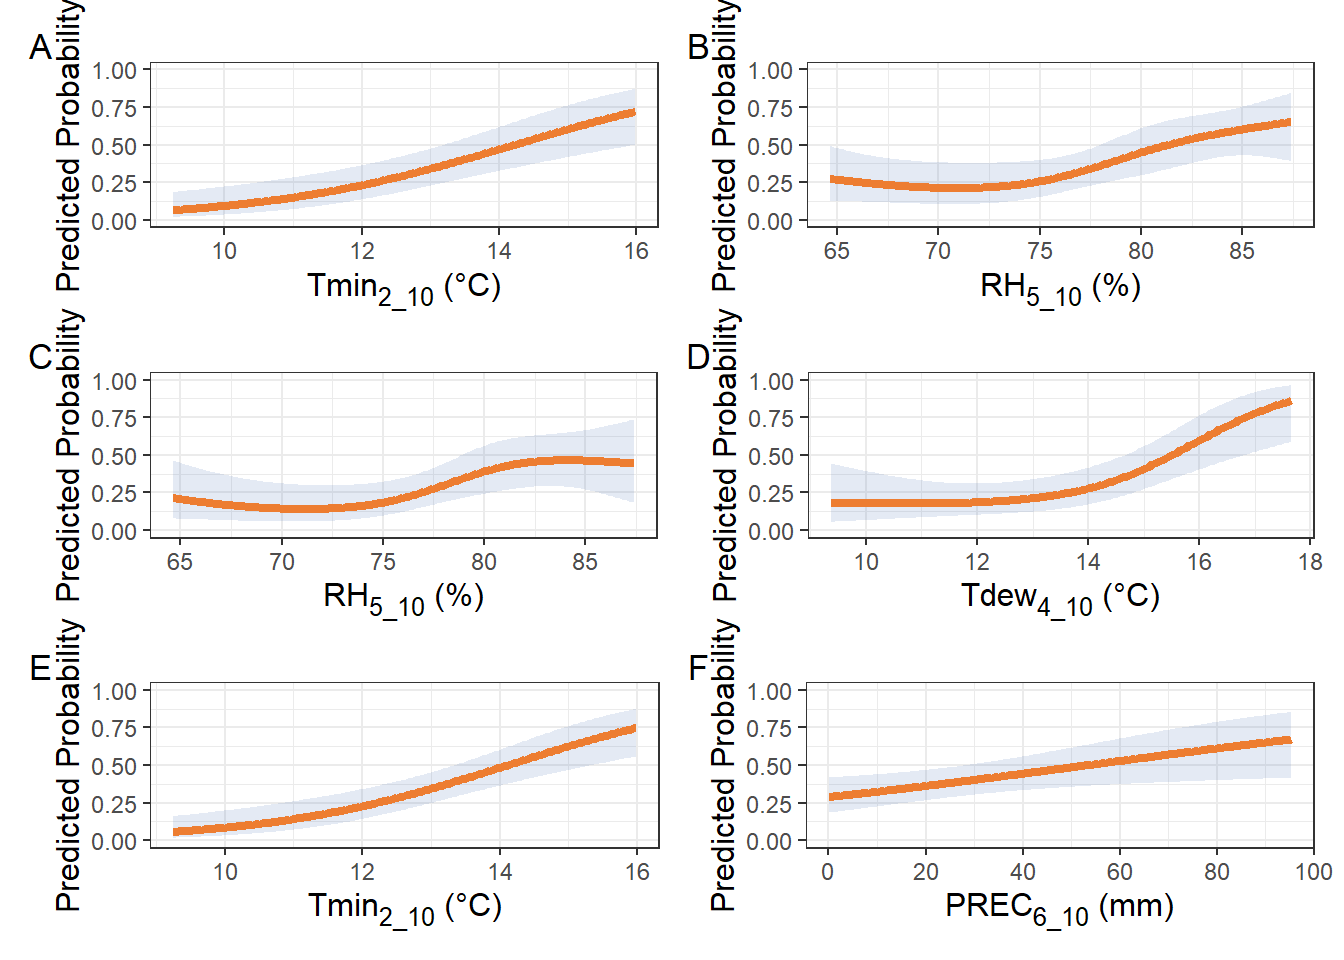 A
Predicted Probability
1.00
0.75
0.50
0.25
0.00
10 12 14 16
Tmin2_10 (°C)
B
Predicted Probability
1.00
0.75
0.50
0.25
0.00
65 70 75 80 85
RH5_10 (%)
C
Predicted Probability
1.00
0.75
0.50
0.25
0.00
65 70 75 80 85
RH5_10 (%)
D
Predicted Probability
1.00
0.75
0.50
0.25
0.00
10 12 14 16 18
Tdew4_10 (°C)
E
Predicted Probability
1.00
0.75
0.50
0.25
0.00
10 12 14 16
Tmin2_10 (°C)
F
Predicted Probability
1.00
0.75
0.50
0.25
0.00
0 20 40 60 80 100
PREC6_10 (mm)